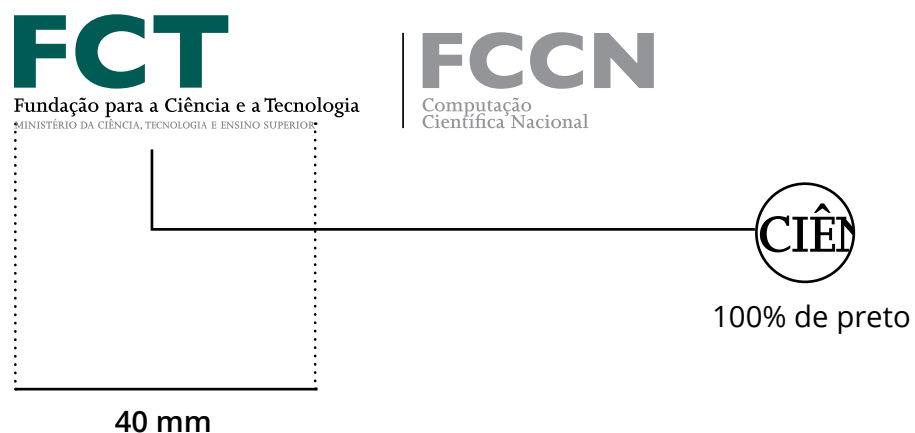 FCT
Fundação para a Ciência e a Tecnologia
MINISTÉRIO DA CIÊNCIA, TECNOLOGIA E ENSINO SUPERIOR
FCCN
Computação
Científica Nacional
CIÊN
100% de preto
40 mm